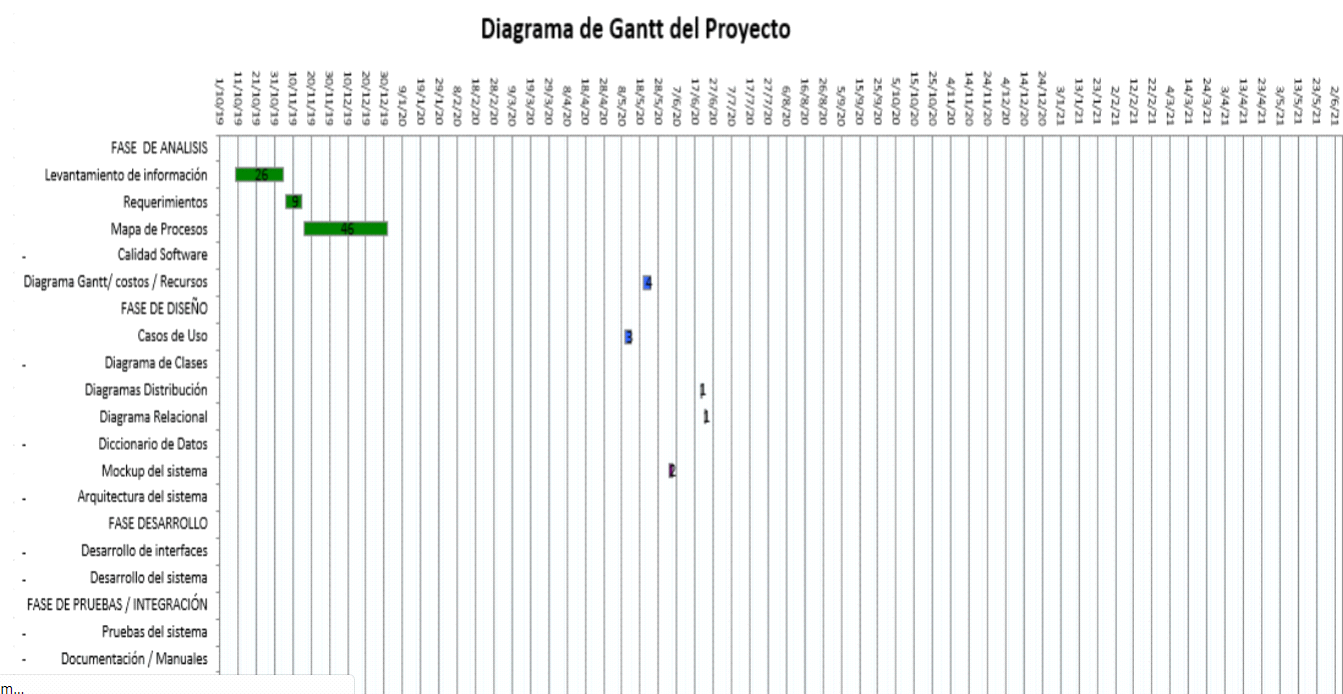 Diagrama de Gantt del Proyecto
1/10/19 11/10/19 21/10/19 31/10/19 10/11/19 20/11/19 30/11/19 10/12/19 20/12/19 30/12/19 9/1/20 19/1/20 29/1/20 8/2/20 18/2/20 28/2/20 9/3/20 19/3/20 29/3/20 8/4/20 18/4/20 28/4/20 8/5/20 18/5/20 28/5/20 7/6/20 17/6/20 27/6/20 7/7/20 17/7/20 27/7/20 6/8/20 16/8/20 26/8/20 5/9/20 15/9/20 25/9/20 5/10/20 15/10/20 25/10/20 4/11/20 14/11/20 24/11/20 4/12/20 14/12/20 24/12/20 3/1/21 13/1/21 23/1/21 2/2/21 12/2/21 22/2/21 4/3/21 14/3/21 24/3/21 3/4/21 13/4/21 23/4/21 3/5/21 13/5/21 23/5/21 2/6/21
FASE DE ANALISIS
Levantamiento de información 26
Requerimientos 9
Mapa de Procesos 46
- Calidad Software
Diagrama Gantt/ costos / Recursos 4
FASE DE DISEÑO
Casos de Uso 3
- Diagrama de Clases
Diagramas Distribución 1
Diagrama Relacional 1
- Diccionario de Datos
Mockup del sistema 2
- Arquitectura del sistema
FASE DESARROLLO
- Desarrollo de interfaces
- Desarrollo del sistema
FASE DE PRUEBAS / INTEGRACIÓN
- Pruebas del sistema
- Documentación / Manuales
m...